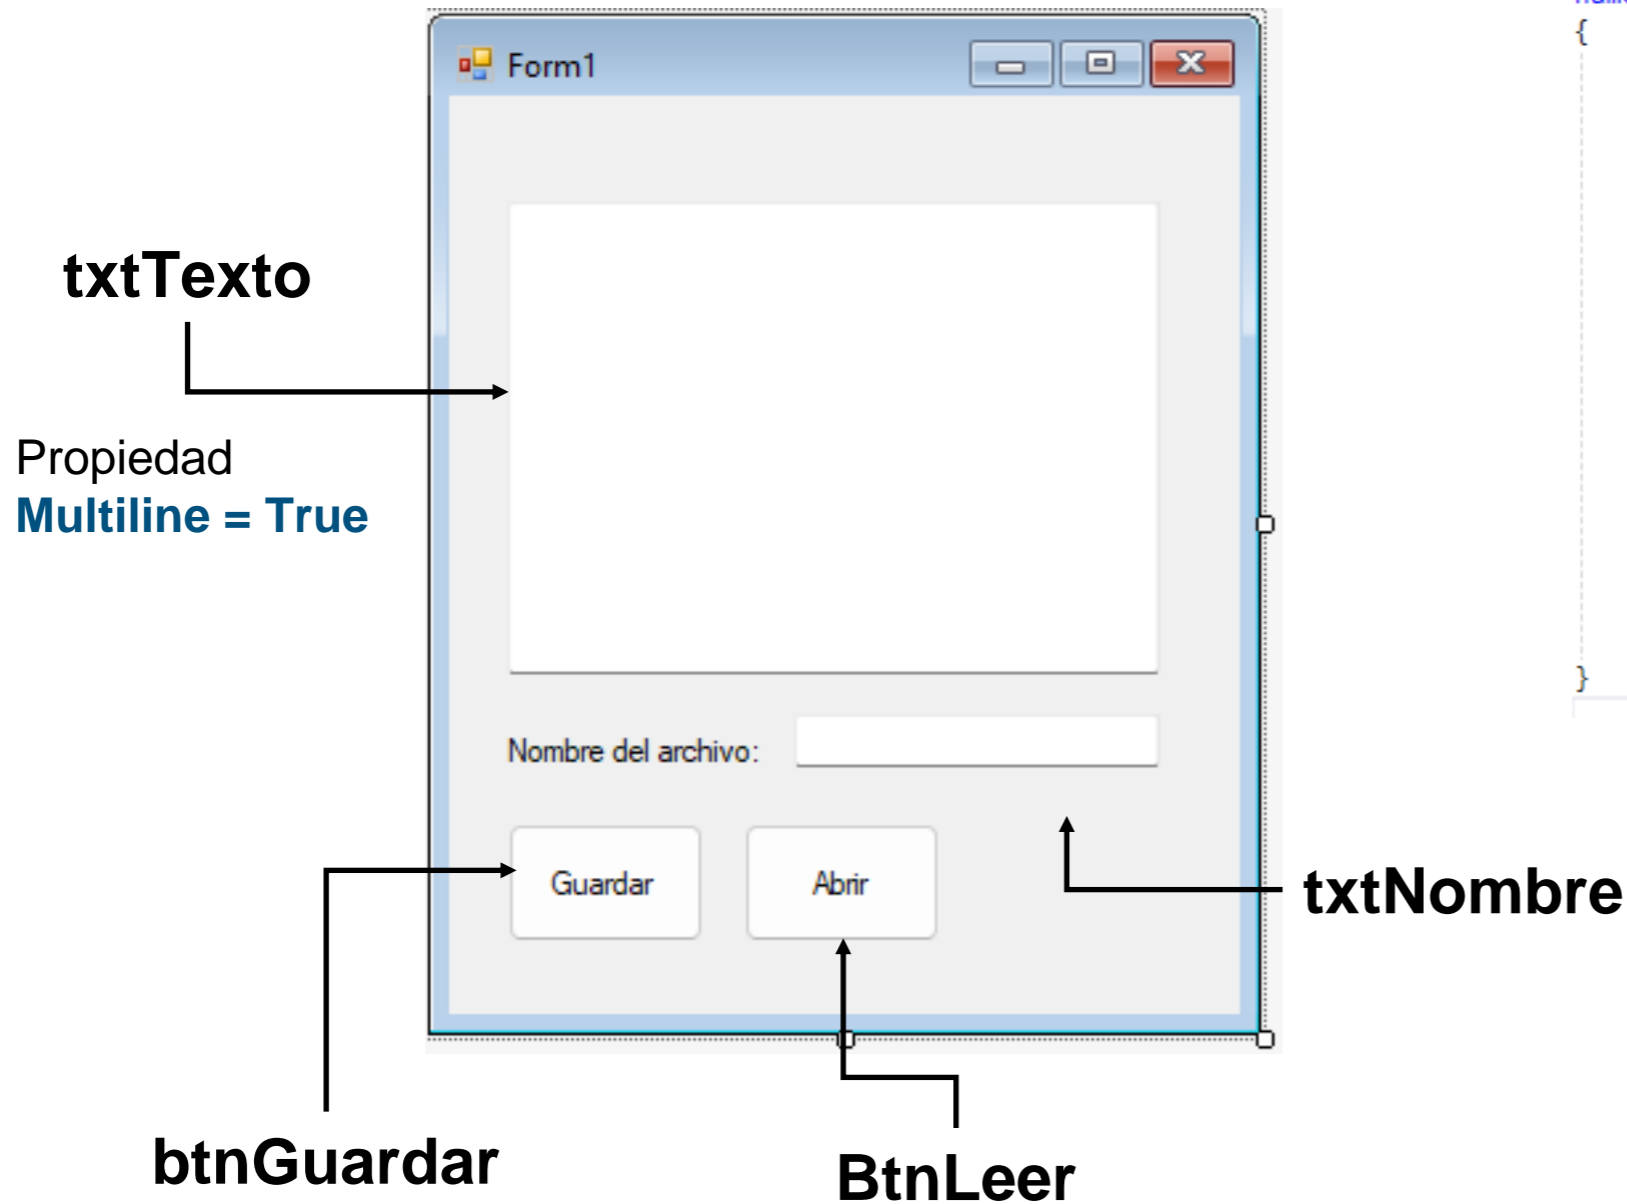 Form1
{
txtTexto
Propiedad
Multiline = True
}
Nombre del archivo:
Guardar
Abrir
txtNombre
btnGuardar
BtnLeer